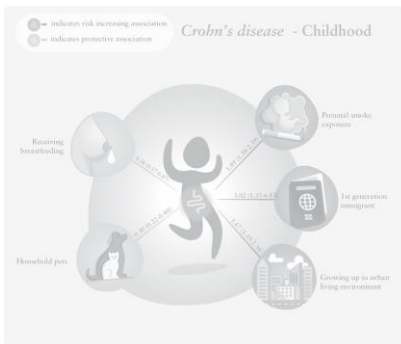 indicates risk increasing association
indicates protective association
Crohn's disease - Childhood
Receiving
breastfeeding
Prenatal smoke
exposure
1st generation
immigrant
Household pets
Growing up in urban
living environment